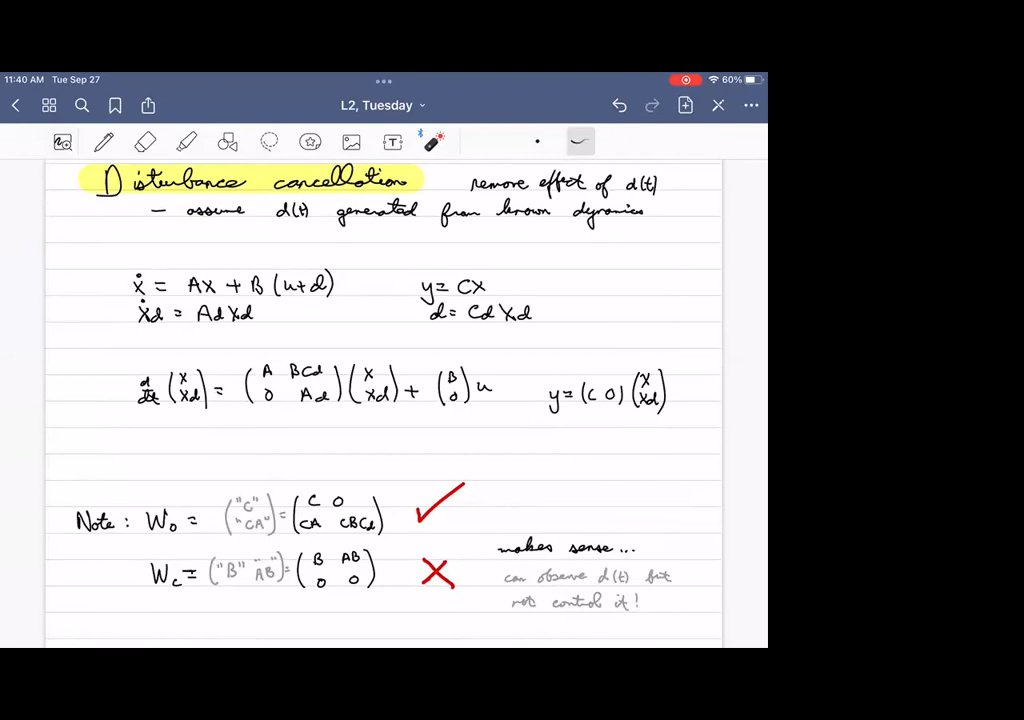 11:40 AM Tue Sep 27
60%
L2, Tuesday
Disturbance cancellation remove effect of d(t)
— assume d(t) generated from known dynamics
ẋ = Ax + B (u+d) y = Cx
ẋd = Ad xd d = Cd xd
d/dt (x xd) = (A BCd 0 Ad) (x xd) + (B 0) u y = (C 0) (x xd)
Note: Wo = ("C" "CA") = (C 0 CA CBCd) ✓
Wc = ("B" "AB") = (B AB 0 0) ✗
makes sense...
can observe d(t) but
not control it!